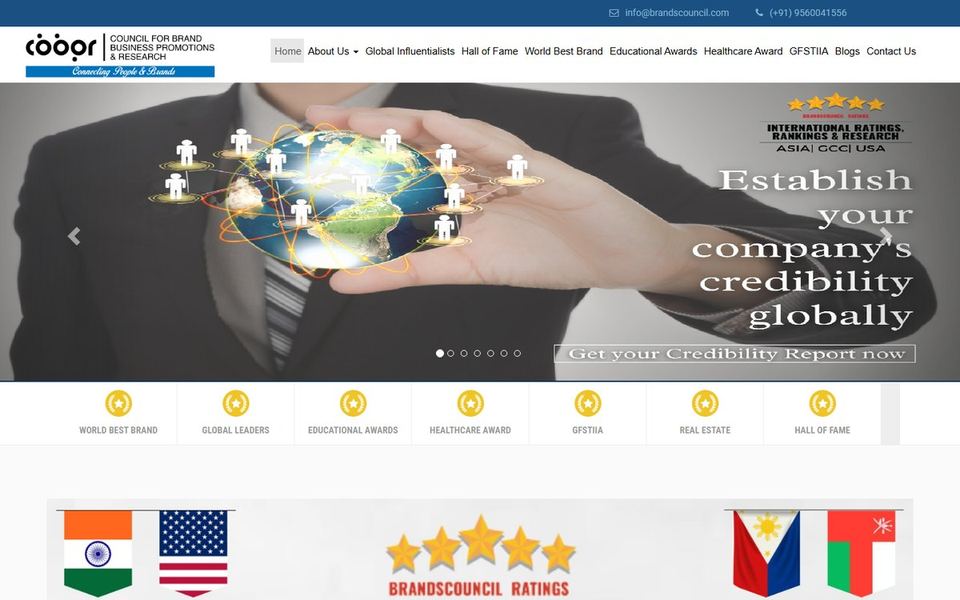 info@brandscouncil.com (+91) 9560041556
cobpr
COUNCIL FOR BRAND
BUSINESS PROMOTIONS
& RESEARCH
Connecting People & Brands
Home About Us Global Influentialists Hall of Fame World Best Brand Educational Awards Healthcare Award GFSTIIA Blogs Contact Us
BRANDSCOUNCIL RATINGS
INTERNATIONAL RATINGS,
RANKINGS & RESEARCH
ASIA| GCC| USA
Establish
your
company's
credibility
globally
Get your Credibility Report now
WORLD BEST BRAND GLOBAL LEADERS EDUCATIONAL AWARDS HEALTHCARE AWARD GFSTIIA REAL ESTATE HALL OF FAME
BRANDSCOUNCIL RATINGS